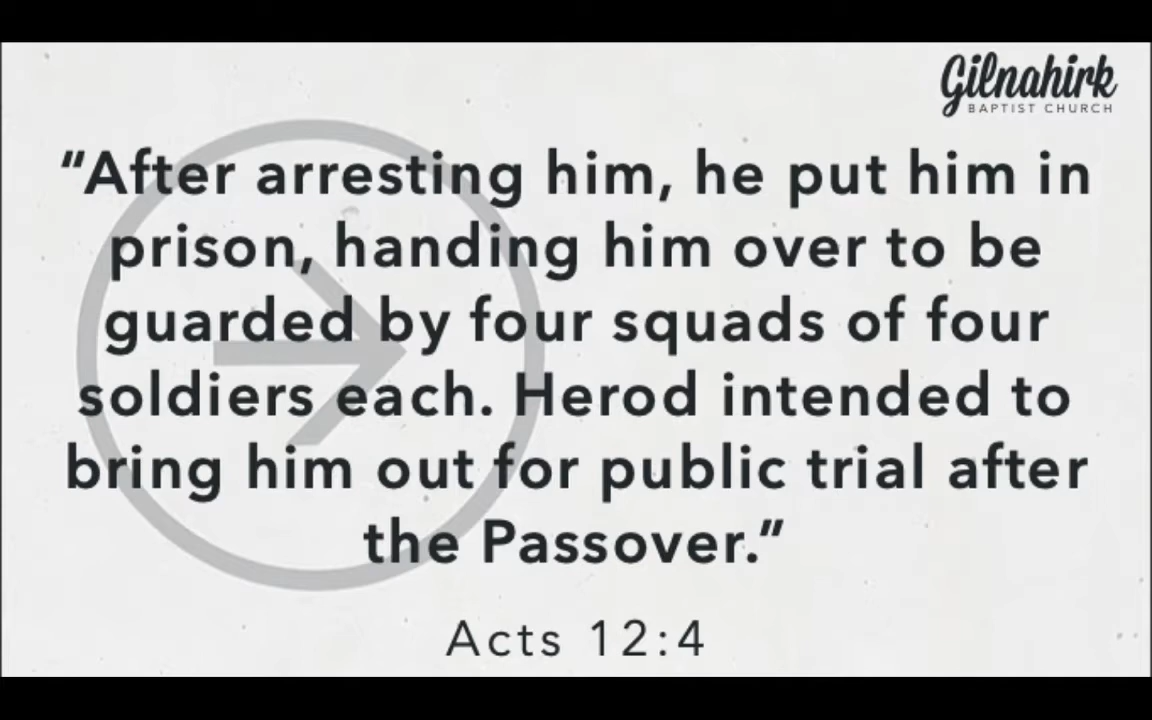 Gilnahirk
BAPTIST CHURCH
“After arresting him, he put him in
prison, handing him over to be
guarded by four squads of four
soldiers each. Herod intended to
bring him out for public trial after
the Passover.”
Acts 12:4